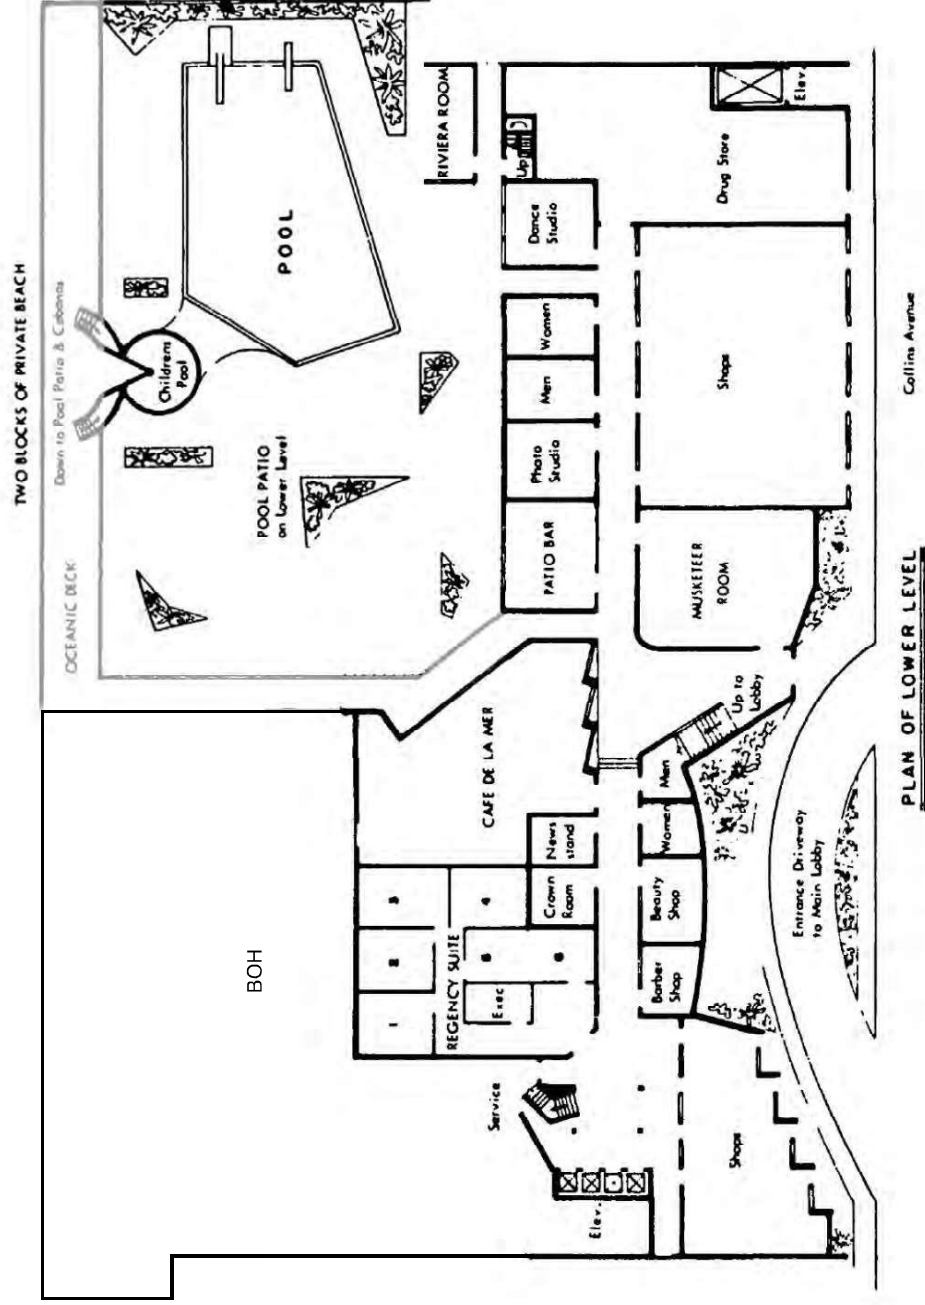 TWO BLOCKS OF PRIVATE BEACH
OCEANIC DECK
Down to Pool Patio & Cabanas
Childrens
Pool
POOL
POOL PATIO
on Lower Level
RIVIERA ROOM
Up
Dance
Studio
Women
Men
Photo
Studio
PATIO BAR
Elev.
Drug Store
Shops
MUSKETEER
ROOM
Up to
Lobby
CAFE DE LA MER
News
stand
Crown
Room
Men
Women
Beauty
Shop
Barber
Shop
REGENCY SUITE
1
2
3
4
5
6
Exec
BOH
Service
Elev.
Shops
Entrance Driveway
to Main Lobby
Collins Avenue
PLAN OF LOWER LEVEL